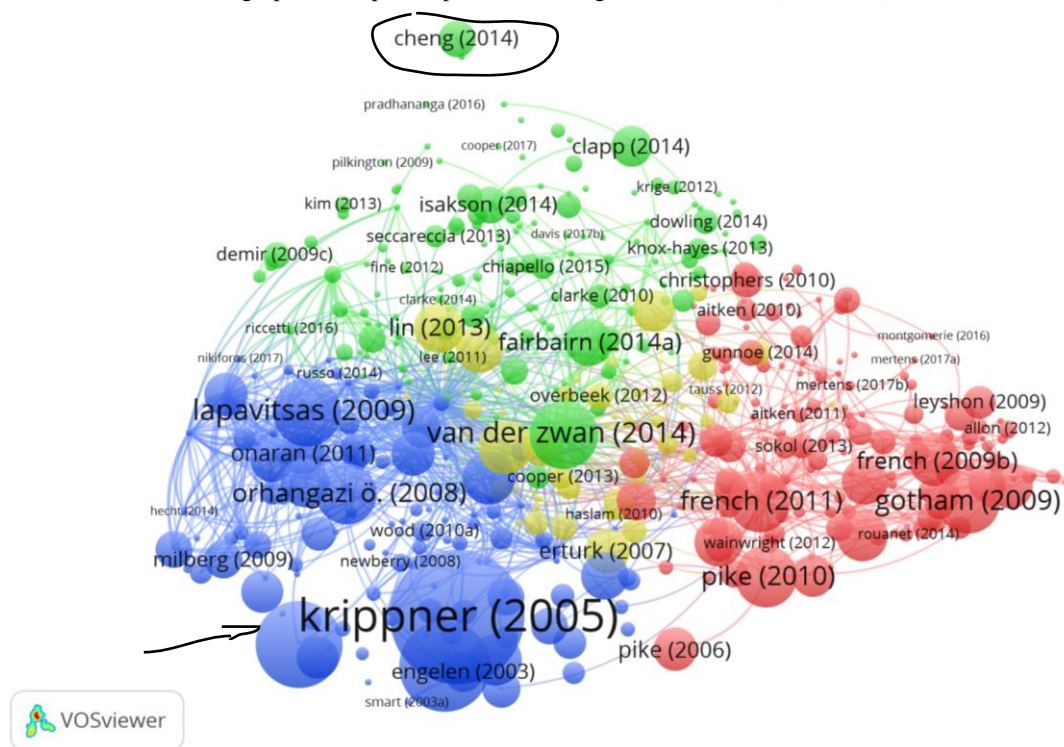 cheng (2014)
pradhananga (2016)
cooper (2017)
clapp (2014)
pilkington (2009)
krige (2012)
kim (2013)
isakson (2014)
dowling (2014)
seccareccia (2013)
davis (2017b)
knox-hayes (2013)
demir (2009c)
fine (2012)
chiapello (2015)
christophers (2010)
clarke (2014)
clarke (2010)
aitken (2010)
riccetti (2016)
lin (2013)
fairbairn (2014a)
montgomerie (2016)
nikiforos (2017)
lee (2011)
gunnoe (2014)
mertens (2017a)
russo (2014)
overbeek (2012)
tauss (2012)
mertens (2017b)
leyshon (2009)
lapavitsas (2009)
aitken (2011)
allon (2012)
van der zwan (2014)
sokol (2013)
onaran (2011)
french (2009b)
cooper (2013)
orhangazi ö. (2008)
french (2011)
gotham (2009)
hecht (2014)
haslam (2010)
wood (2010a)
rouanet (2014)
wainwright (2012)
milberg (2009)
newberry (2008)
erturk (2007)
pike (2010)
krippner (2005)
pike (2006)
engelen (2003)
smart (2003a)
VOSviewer